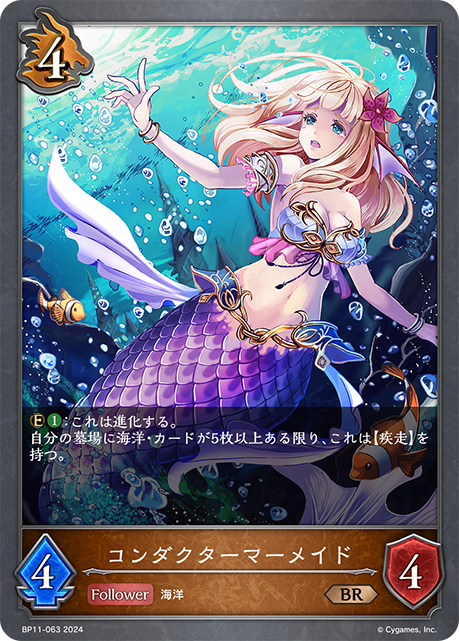 4
E 1:これは進化する。
自分の墓場に海洋・カードが5枚以上ある限り、これは【疾走】を
持つ。
コンダクターマーメイド
4
Follower 海洋
BR
4
BP11-063 2024
© Cygames, Inc.